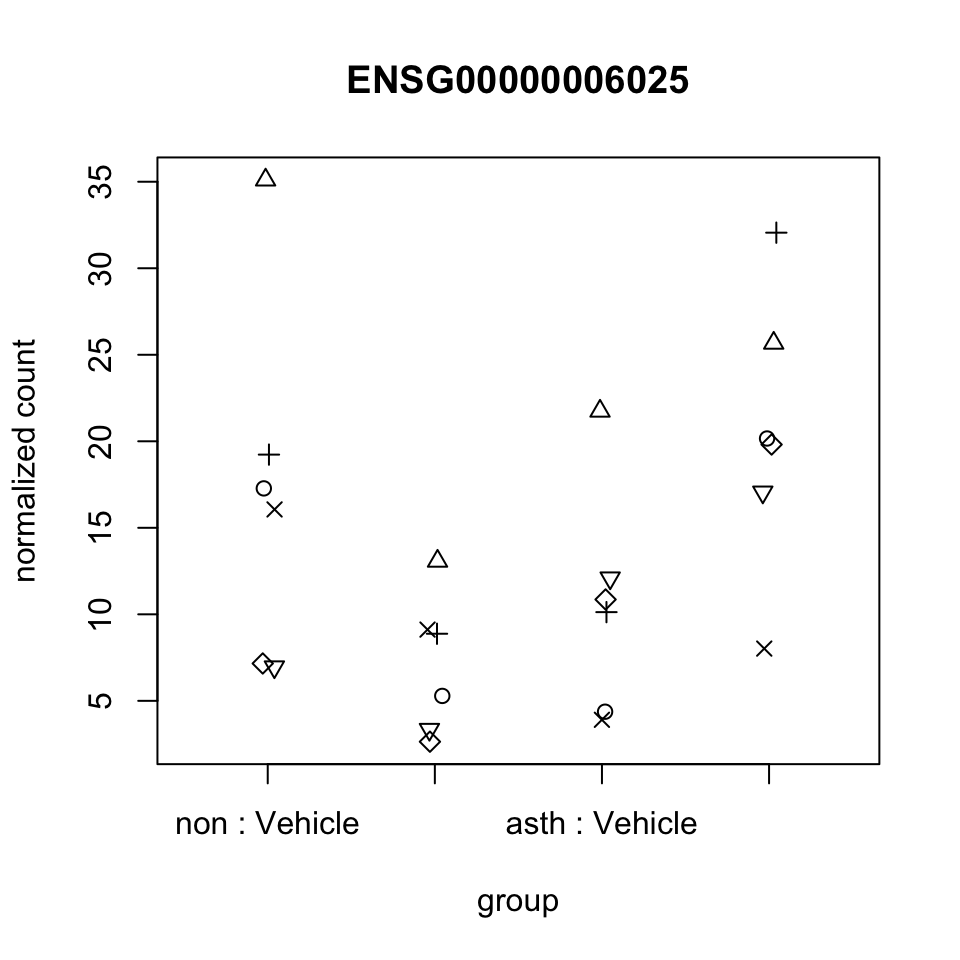 ENSG00000006025
normalized count
35
30
25
20
15
10
5
non : Vehicle
asth : Vehicle
group